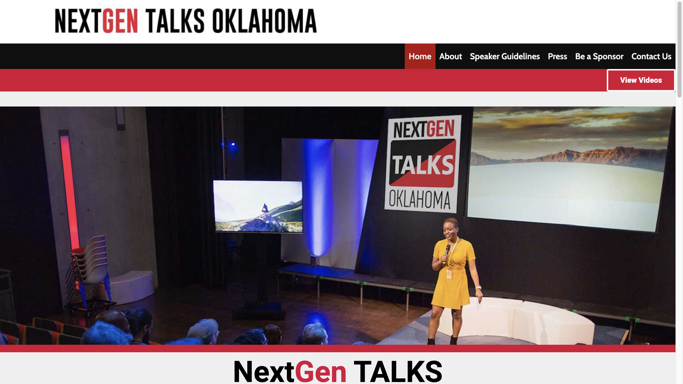 NEXTGEN TALKS OKLAHOMA
Home About Speaker Guidelines Press Be a Sponsor Contact Us
View Videos
NEXTGEN
TALKS
OKLAHOMA
NextGen TALKS